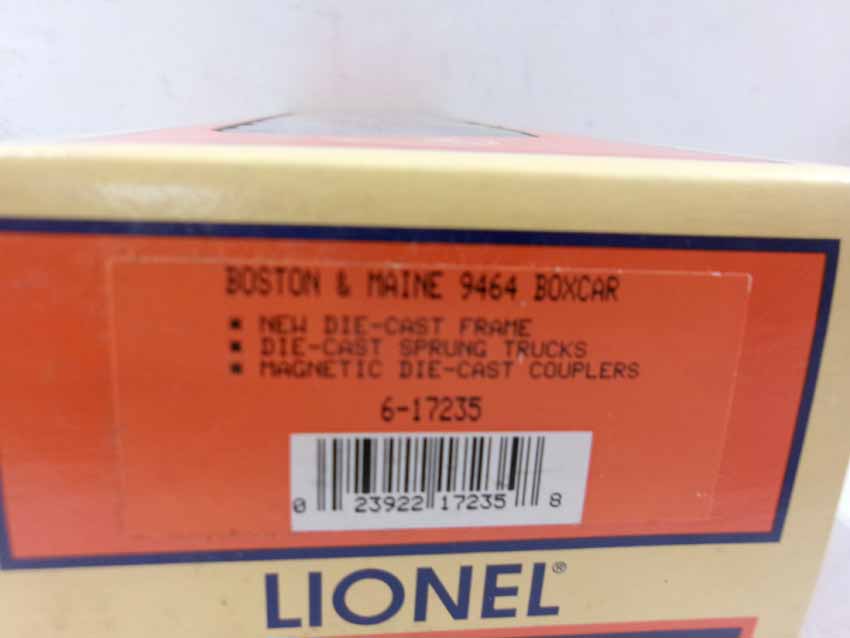 BOSTON & MAINE 9464 BOXCAR
▪ NEW DIE-CAST FRAME
▪ DIE-CAST SPRUNG TRUCKS
▪ MAGNETIC DIE-CAST COUPLERS
6-17235
0 23922 17235 8
LIONEL®